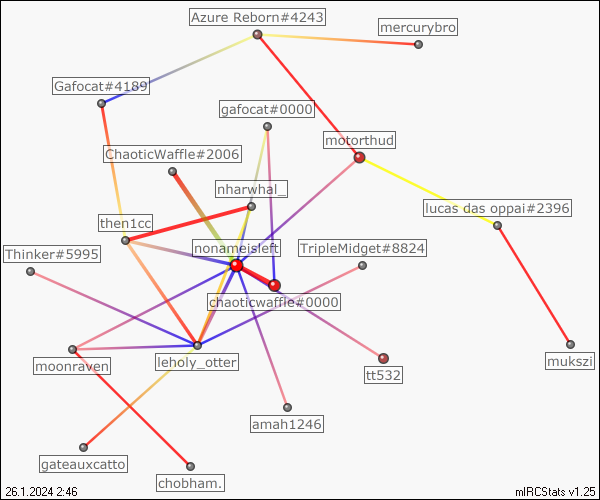 Azure Reborn#4243
mercurybro
Gafocat#4189
gafocat#0000
motorthud
ChaoticWaffle#2006
nharwhal_
lucas das oppai#2396
then1cc
nonameisleft
TripleMidget#8824
Thinker#5995
chaoticwaffle#0000
leholy_otter
moonraven
mukszi
tt532
amah1246
gateauxcatto
chobham.
26.1.2024 2:46
mIRCStats v1.25